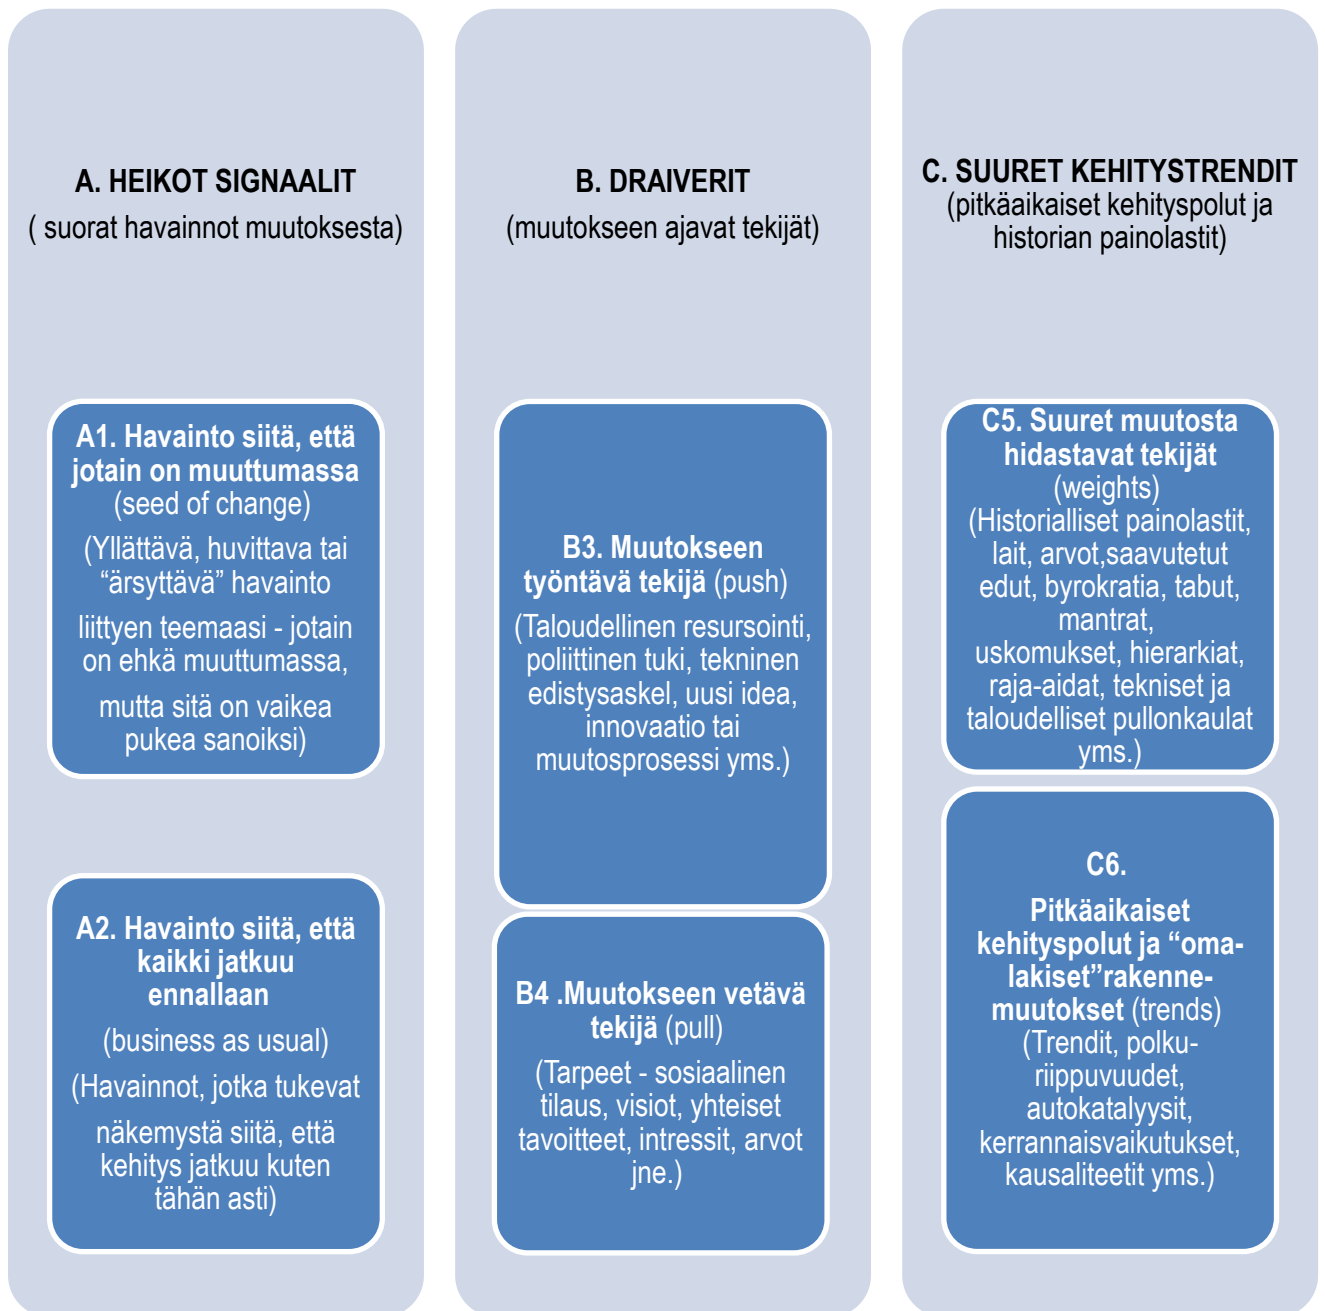 A. HEIKOT SIGNAALIT
( suorat havainnot muutoksesta)
A1. Havainto siitä, että
jotain on muuttumassa
(seed of change)
(Yllättävä, huvittava tai
“ärsyttävä” havainto
liittyen teemaasi - jotain
on ehkä muuttumassa,
mutta sitä on vaikea
pukea sanoiksi)
A2. Havainto siitä, että
kaikki jatkuu
ennallaan
(business as usual)
(Havainnot, jotka tukevat
näkemystä siitä, että
kehitys jatkuu kuten
tähän asti)
B. DRAIVERIT
(muutokseen ajavat tekijät)
B3. Muutokseen
työntävä tekijä (push)
(Taloudellinen resursointi,
poliittinen tuki, tekninen
edistysaskel, uusi idea,
innovaatio tai
muutosprosessi yms.)
B4 .Muutokseen vetävä
tekijä (pull)
(Tarpeet - sosiaalinen
tilaus, visiot, yhteiset
tavoitteet, intressit, arvot
jne.)
C. SUURET KEHITYSTRENDIT
(pitkäaikaiset kehityspolut ja
historian painolastit)
C5. Suuret muutosta
hidastavat tekijät
(weights)
(Historialliset painolastit,
lait, arvot,saavutetut
edut, byrokratia, tabut,
mantrat,
uskomukset, hierarkiat,
raja-aidat, tekniset ja
taloudelliset pullonkaulat
yms.)
C6.
Pitkäaikaiset
kehityspolut ja “oma-
lakiset”rakenne-
muutokset (trends)
(Trendit, polku-
riippuvuudet,
autokatalyysit,
kerrannaisvaikutukset,
kausaliteetit yms.)